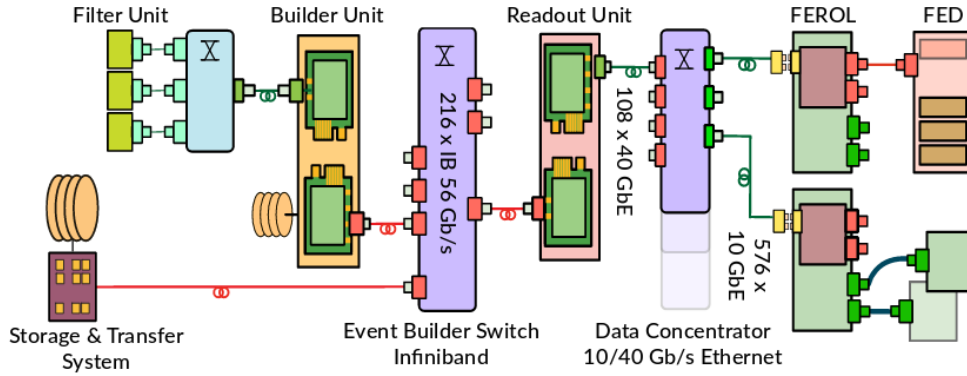 Filter Unit
Builder Unit
Readout Unit
FEROL
FED
216 x IB 56 Gb/s
108 x 40 GbE
576 x
10 GbE
Storage & Transfer
System
Event Builder Switch
Infiniband
Data Concentrator
10/40 Gb/s Ethernet